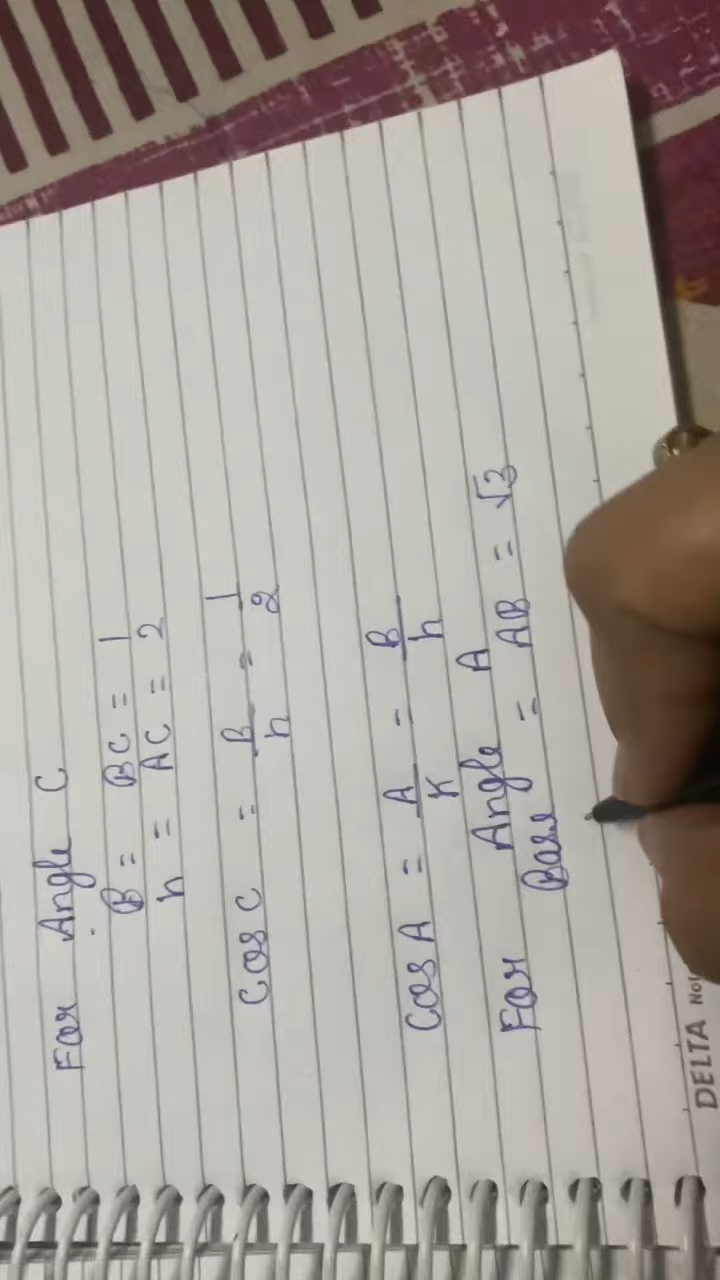 For Angle C
B = BC = 1
h = AC = 2
Cos C = B/h = 1/2
Cos A = A/K = B/h
For Angle A
Base = AB = √3
DELTA